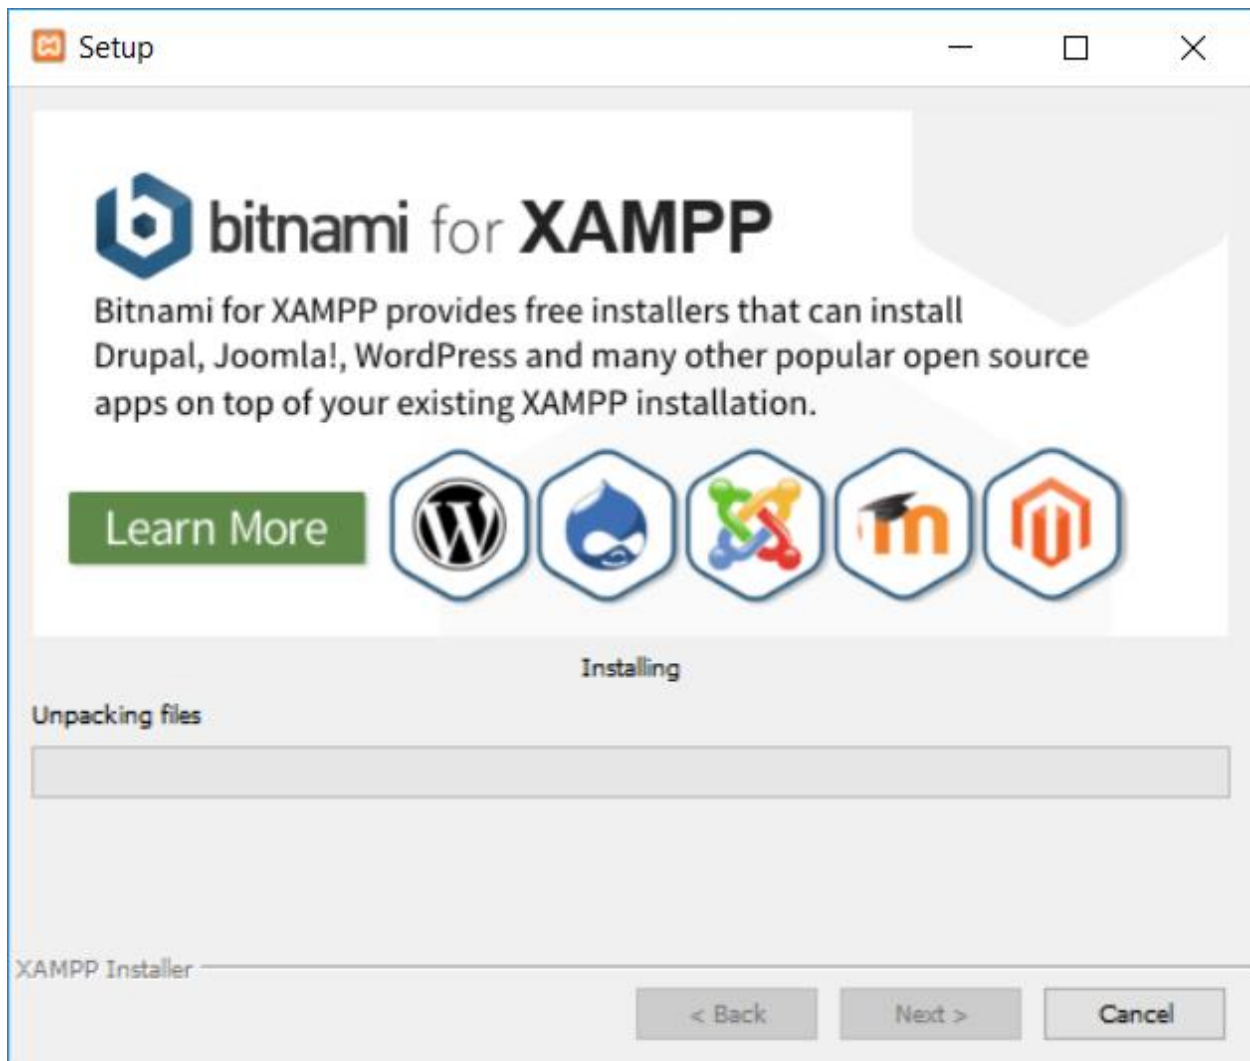 Setup
bitnami for XAMPP
Bitnami for XAMPP provides free installers that can install
Drupal, Joomla!, WordPress and many other popular open source
apps on top of your existing XAMPP installation.
Learn More
Installing
Unpacking files
XAMPP Installer
< Back Next > Cancel